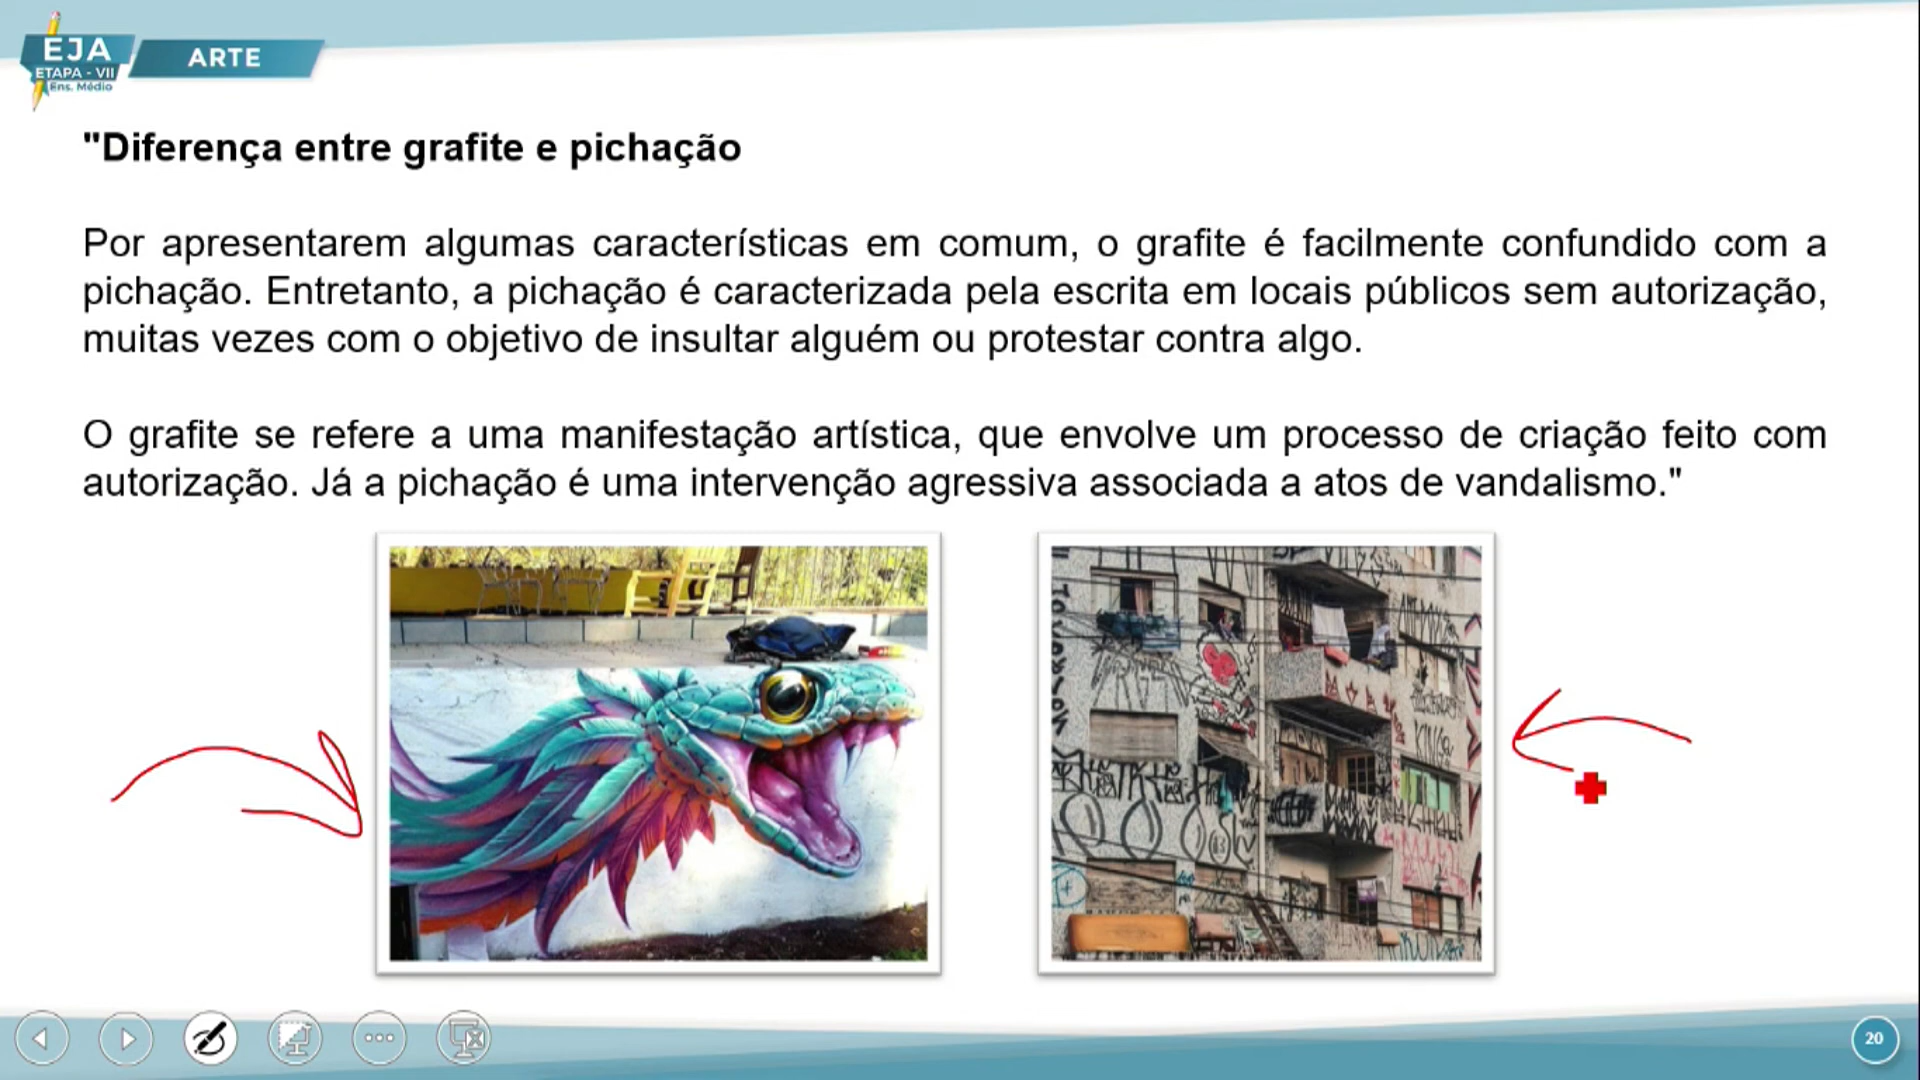 EJA
ETAPA - VII
Ens. Médio
ARTE
"Diferença entre grafite e pichação
Por apresentarem algumas características em comum, o grafite é facilmente confundido com a
pichação. Entretanto, a pichação é caracterizada pela escrita em locais públicos sem autorização,
muitas vezes com o objetivo de insultar alguém ou protestar contra algo.
O grafite se refere a uma manifestação artística, que envolve um processo de criação feito com
autorização. Já a pichação é uma intervenção agressiva associada a atos de vandalismo."
20